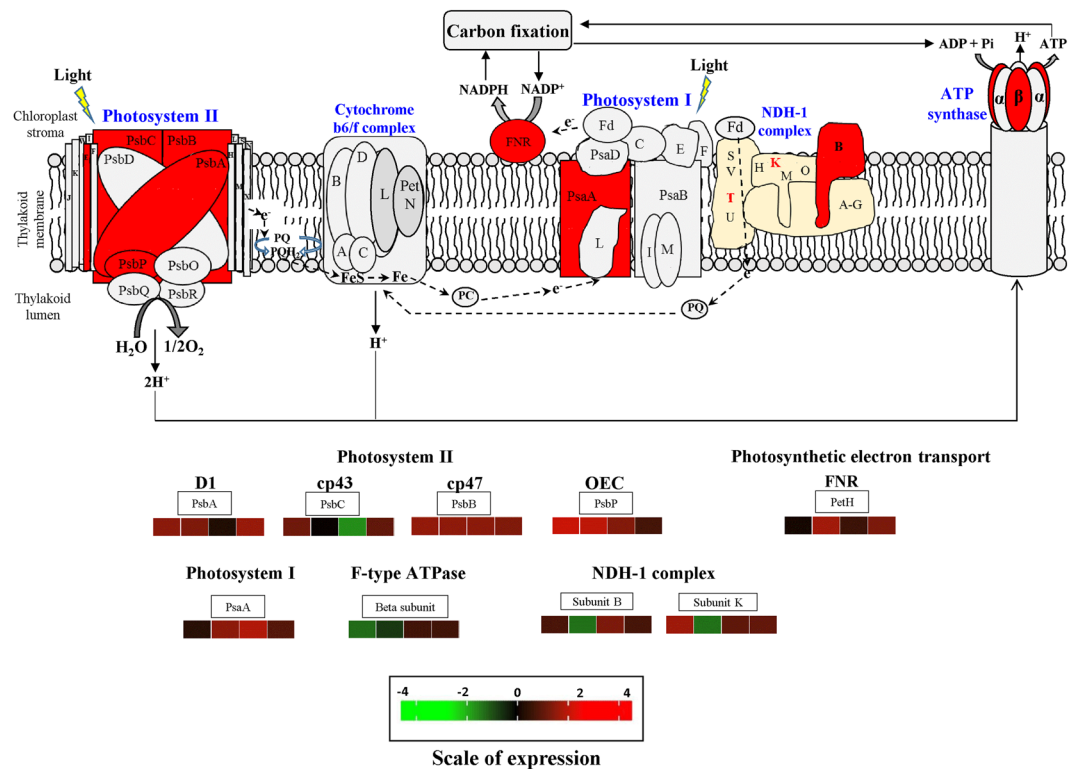 Carbon fixation
ADP + Pi
H+
ATP
Light
Light
Photosystem II
Chloroplast
stroma
PsbC
PsbB
PsbD
PsbA
Cytochrome
b6/f complex
NADPH
NADP+
Photosystem I
NDH-1
complex
ATP
synthase
α
β
α
FNR
e-
Fd
PsaD
C
E
F
Fd
S
V
T
U
H
K
M
O
B
A-G
Thylakoid
membrane
K
J
F
H
M
B
D
L
Pet
N
A
C
PsaA
PsaB
L
I
M
e-
PQ
PQH2
FeS
Fe
PC
e-
e-
PQ
PsbP
PsbO
PsbQ
PsbR
Thylakoid
lumen
H2O
1/2O2
2H+
H+
Photosystem II
Photosynthetic electron transport
D1
cp43
cp47
OEC
FNR
PsbA
PsbC
PsbB
PsbP
PetH
Photosystem I
F-type ATPase
NDH-1 complex
PsaA
Beta subunit
Subunit B
Subunit K
-4
-2
0
2
4
Scale of expression